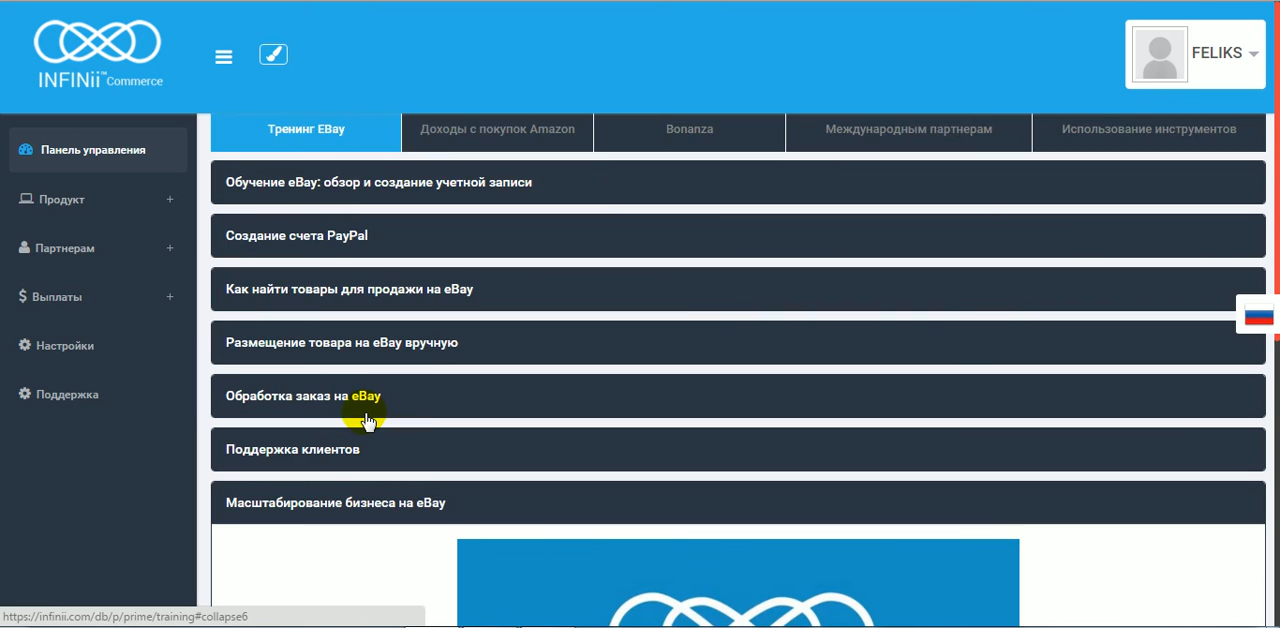 INFINii™ Commerce
FELIKS
Панель управления
Продукт +
Партнерам +
$ Выплаты +
Настройки
Поддержка
Тренинг EBay
Доходы с покупок Amazon
Bonanza
Международным партнерам
Использование инструментов
Обучение eBay: обзор и создание учетной записи
Создание счета PayPal
Как найти товары для продажи на eBay
Размещение товара на eBay вручную
Обработка заказ на eBay
Поддержка клиентов
Масштабирование бизнеса на eBay
https://infinii.com/db/p/prime/training#collapse6